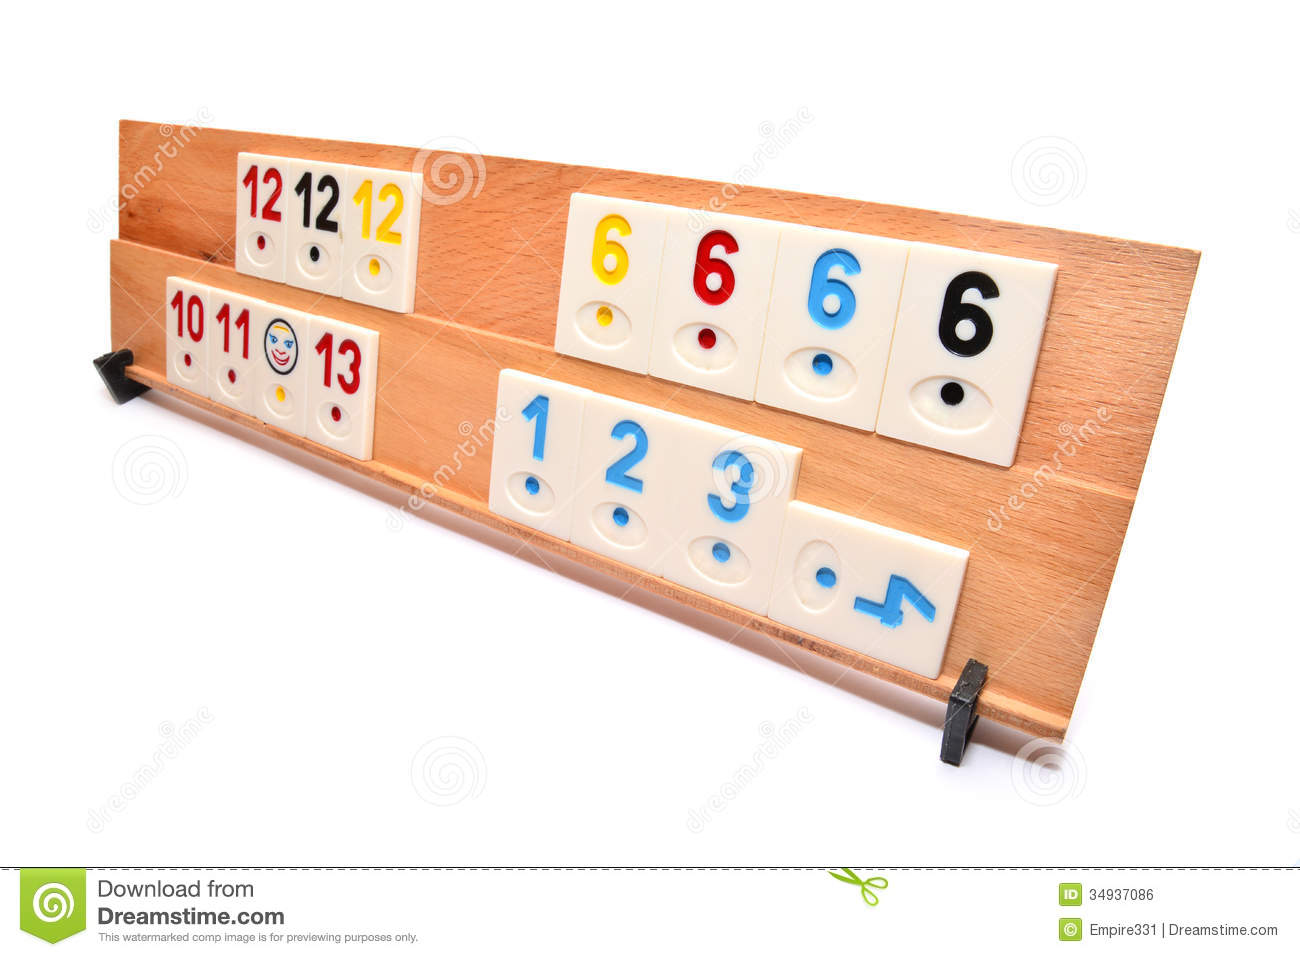 12 12 12
6 6 6 6
10 11 13
1 2 3 4
dreamstime
Download from
Dreamstime.com
This watermarked comp image is for previewing purposes only.
ID 34937086
© Empire331 | Dreamstime.com